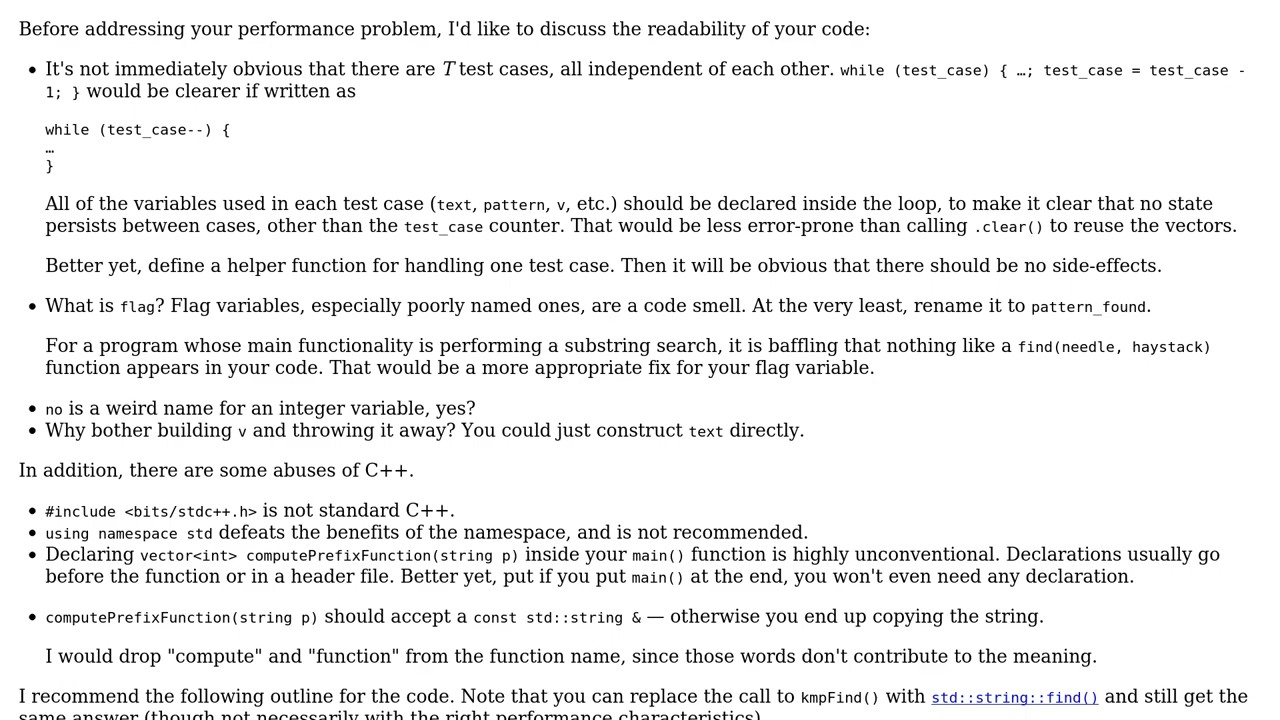 Before addressing your performance problem, I'd like to discuss the readability of your code:
It's not immediately obvious that there are T test cases, all independent of each other. while (test_case) { …; test_case = test_case -
1; } would be clearer if written as
while (test_case--) {
…
}
All of the variables used in each test case (text, pattern, v, etc.) should be declared inside the loop, to make it clear that no state
persists between cases, other than the test_case counter. That would be less error-prone than calling .clear() to reuse the vectors.
Better yet, define a helper function for handling one test case. Then it will be obvious that there should be no side-effects.
What is flag? Flag variables, especially poorly named ones, are a code smell. At the very least, rename it to pattern_found.
For a program whose main functionality is performing a substring search, it is baffling that nothing like a find(needle, haystack)
function appears in your code. That would be a more appropriate fix for your flag variable.
no is a weird name for an integer variable, yes?
Why bother building v and throwing it away? You could just construct text directly.
In addition, there are some abuses of C++.
#include <bits/stdc++.h> is not standard C++.
using namespace std defeats the benefits of the namespace, and is not recommended.
Declaring vector<int> computePrefixFunction(string p) inside your main() function is highly unconventional. Declarations usually go
before the function or in a header file. Better yet, put if you put main() at the end, you won't even need any declaration.
computePrefixFunction(string p) should accept a const std::string & — otherwise you end up copying the string.
I would drop "compute" and "function" from the function name, since those words don't contribute to the meaning.
I recommend the following outline for the code. Note that you can replace the call to kmpFind() with std::string::find() and still get the
same answer (though not necessarily with the right performance characteristics)